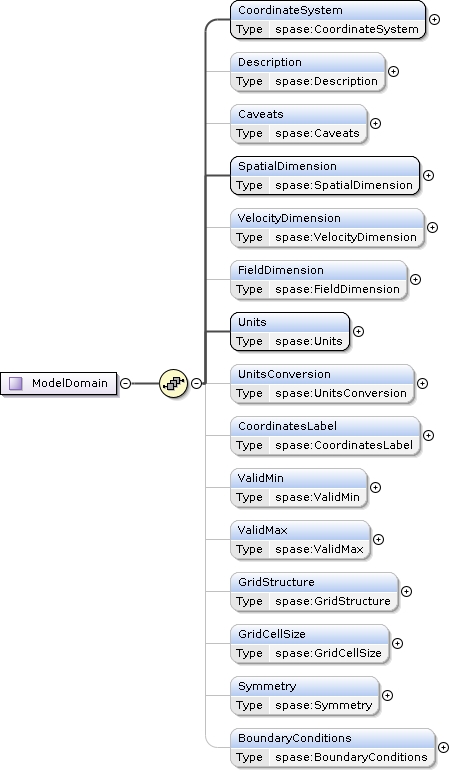 CoordinateSystem
Type spase:CoordinateSystem
Description
Type spase:Description
Caveats
Type spase:Caveats
SpatialDimension
Type spase:SpatialDimension
VelocityDimension
Type spase:VelocityDimension
FieldDimension
Type spase:FieldDimension
Units
Type spase:Units
ModelDomain
UnitsConversion
Type spase:UnitsConversion
CoordinatesLabel
Type spase:CoordinatesLabel
ValidMin
Type spase:ValidMin
ValidMax
Type spase:ValidMax
GridStructure
Type spase:GridStructure
GridCellSize
Type spase:GridCellSize
Symmetry
Type spase:Symmetry
BoundaryConditions
Type spase:BoundaryConditions